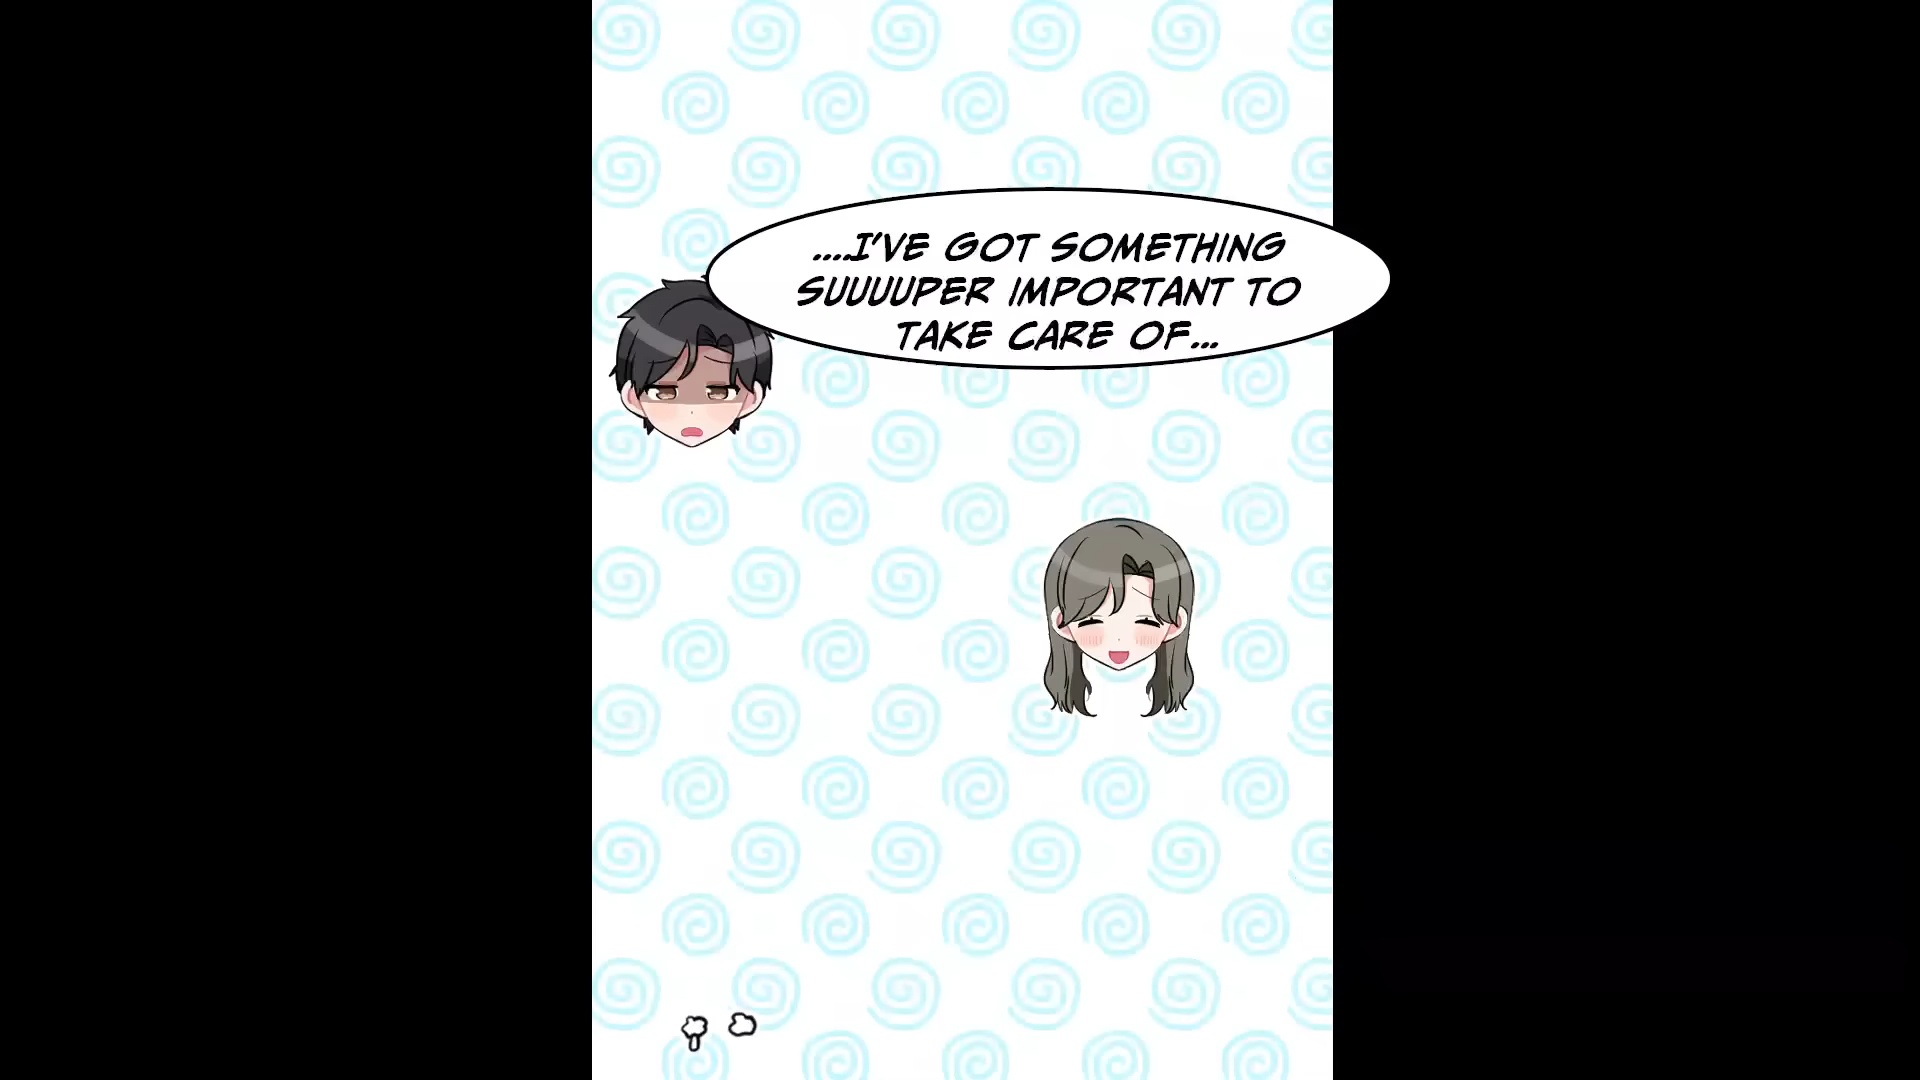 ....I'VE GOT SOMETHING
SUUUUPER IMPORTANT TO
TAKE CARE OF...